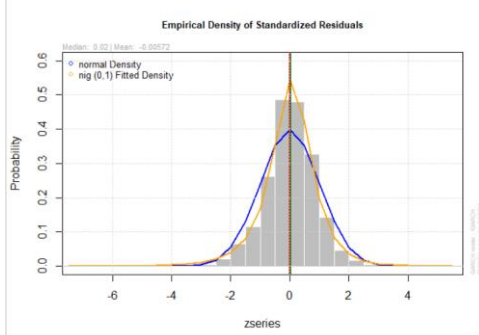 Empirical Density of Standardized Residuals
Median: 0.02 | Mean: -0.00572
normal Density
nig (0,1) Fitted Density
Probability
0.6
0.5
0.4
0.3
0.2
0.1
0.0
-6 -4 -2 0 2 4
zseries